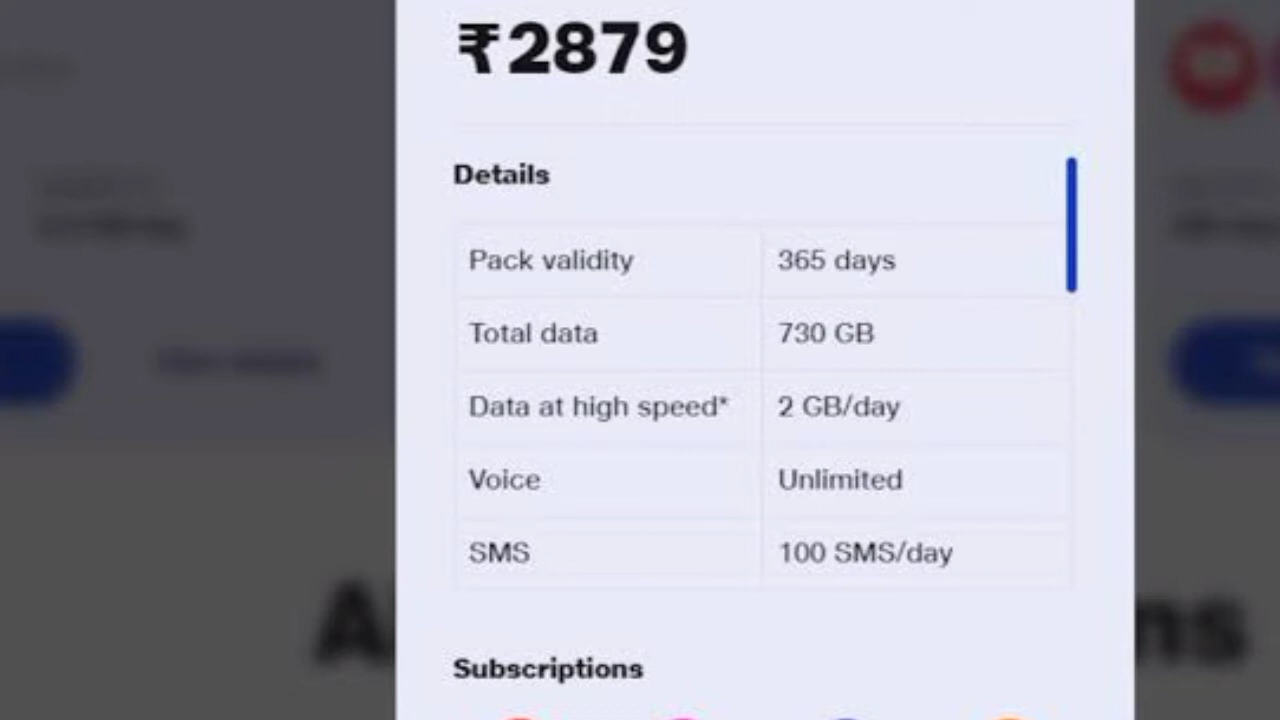 ₹2879
Details
Pack validity 365 days
Total data 730 GB
Data at high speed* 2 GB/day
Voice Unlimited
SMS 100 SMS/day
Subscriptions